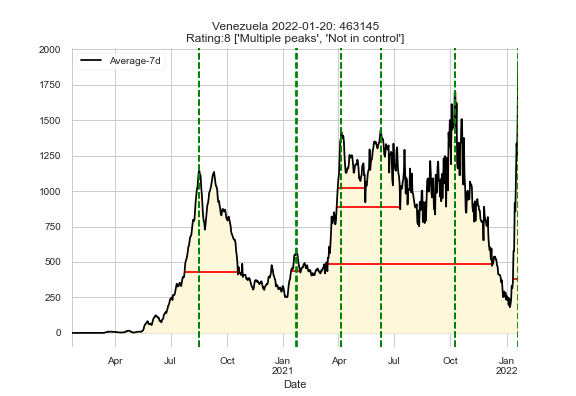 Venezuela 2022-01-20: 463145
Rating:8 ['Multiple peaks', 'Not in control']
Average-7d
2000
1750
1500
1250
1000
750
500
250
0
Apr
Jul
Oct
Jan
2021
Apr
Jul
Oct
Jan
2022
Date